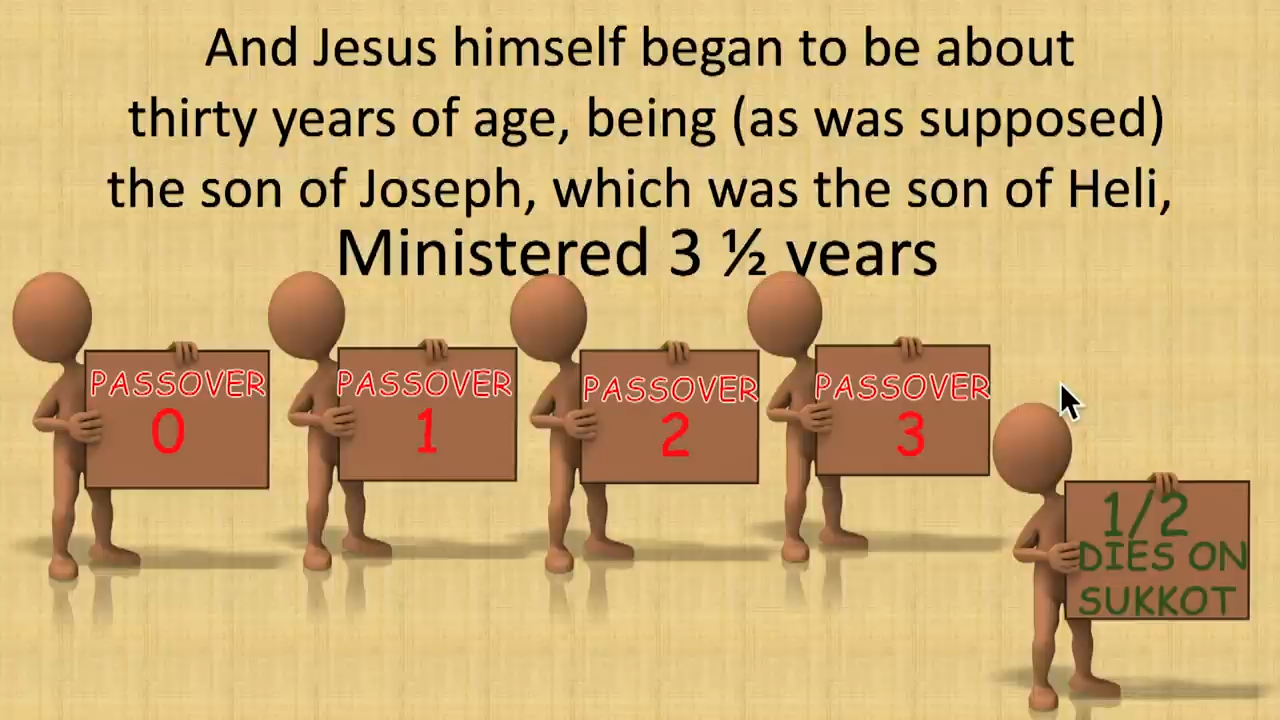 And Jesus himself began to be about
thirty years of age, being (as was supposed)
the son of Joseph, which was the son of Heli,
Ministered 3 ½ years
PASSOVER
0
PASSOVER
1
PASSOVER
2
PASSOVER
3
1/2
DIES ON
SUKKOT